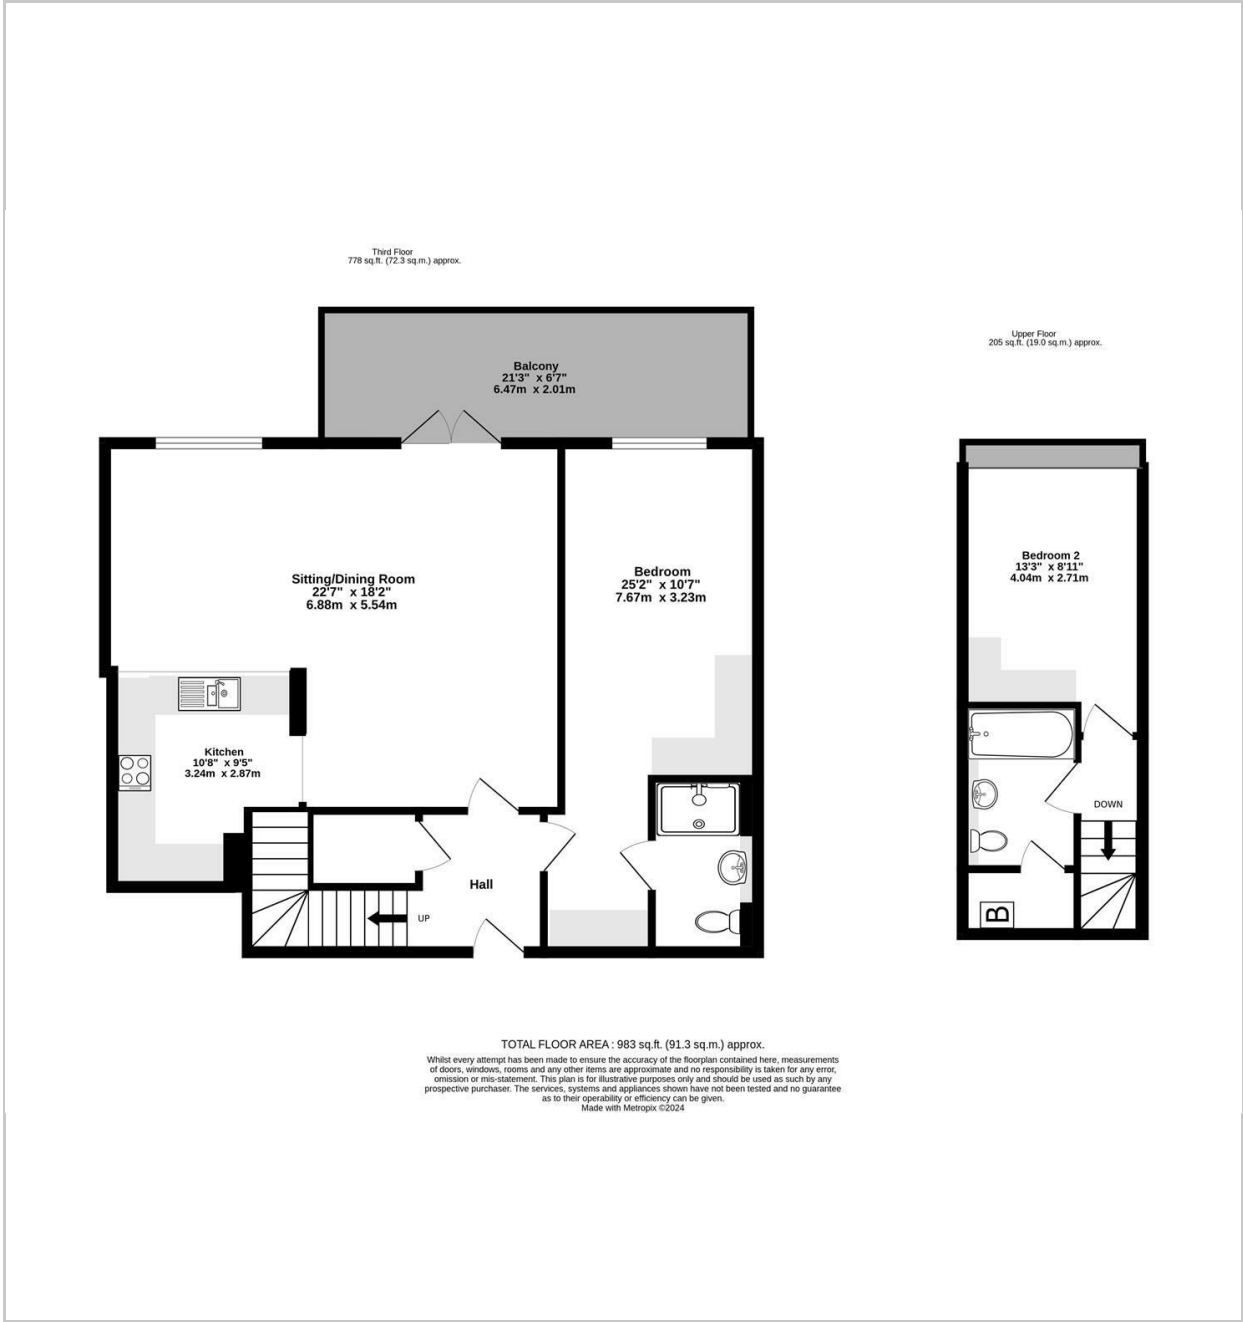 Third Floor
778 sq.ft. (72.3 sq.m.) approx.
Balcony
21'3" x 6'7"
6.47m x 2.01m
Sitting/Dining Room
22'7" x 18'2"
6.88m x 5.54m
Bedroom
25'2" x 10'7"
7.67m x 3.23m
Kitchen
10'8" x 9'5"
3.24m x 2.87m
Hall
UP
Upper Floor
205 sq.ft. (19.0 sq.m.) approx.
Bedroom 2
13'3" x 8'11"
4.04m x 2.71m
DOWN
B
TOTAL FLOOR AREA : 983 sq.ft. (91.3 sq.m.) approx.
Whilst every attempt has been made to ensure the accuracy of the floorplan contained here, measurements
of doors, windows, rooms and any other items are approximate and no responsibility is taken for any error,
omission or mis-statement. This plan is for illustrative purposes only and should be used as such by any
prospective purchaser. The services, systems and appliances shown have not been tested and no guarantee
as to their operability or efficiency can be given.
Made with Metropix ©2024